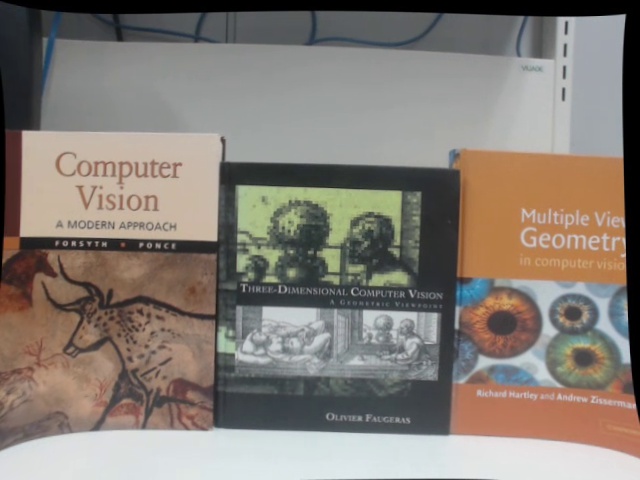 Computer
Vision
A MODERN APPROACH
FORSYTH PONCE
THREE-DIMENSIONAL COMPUTER VISION
A GEOMETRIC VIEWPOINT
OLIVIER FAUGERAS
Multiple View
Geometry
in computer visio
Richard Hartley and Andrew Zisserman